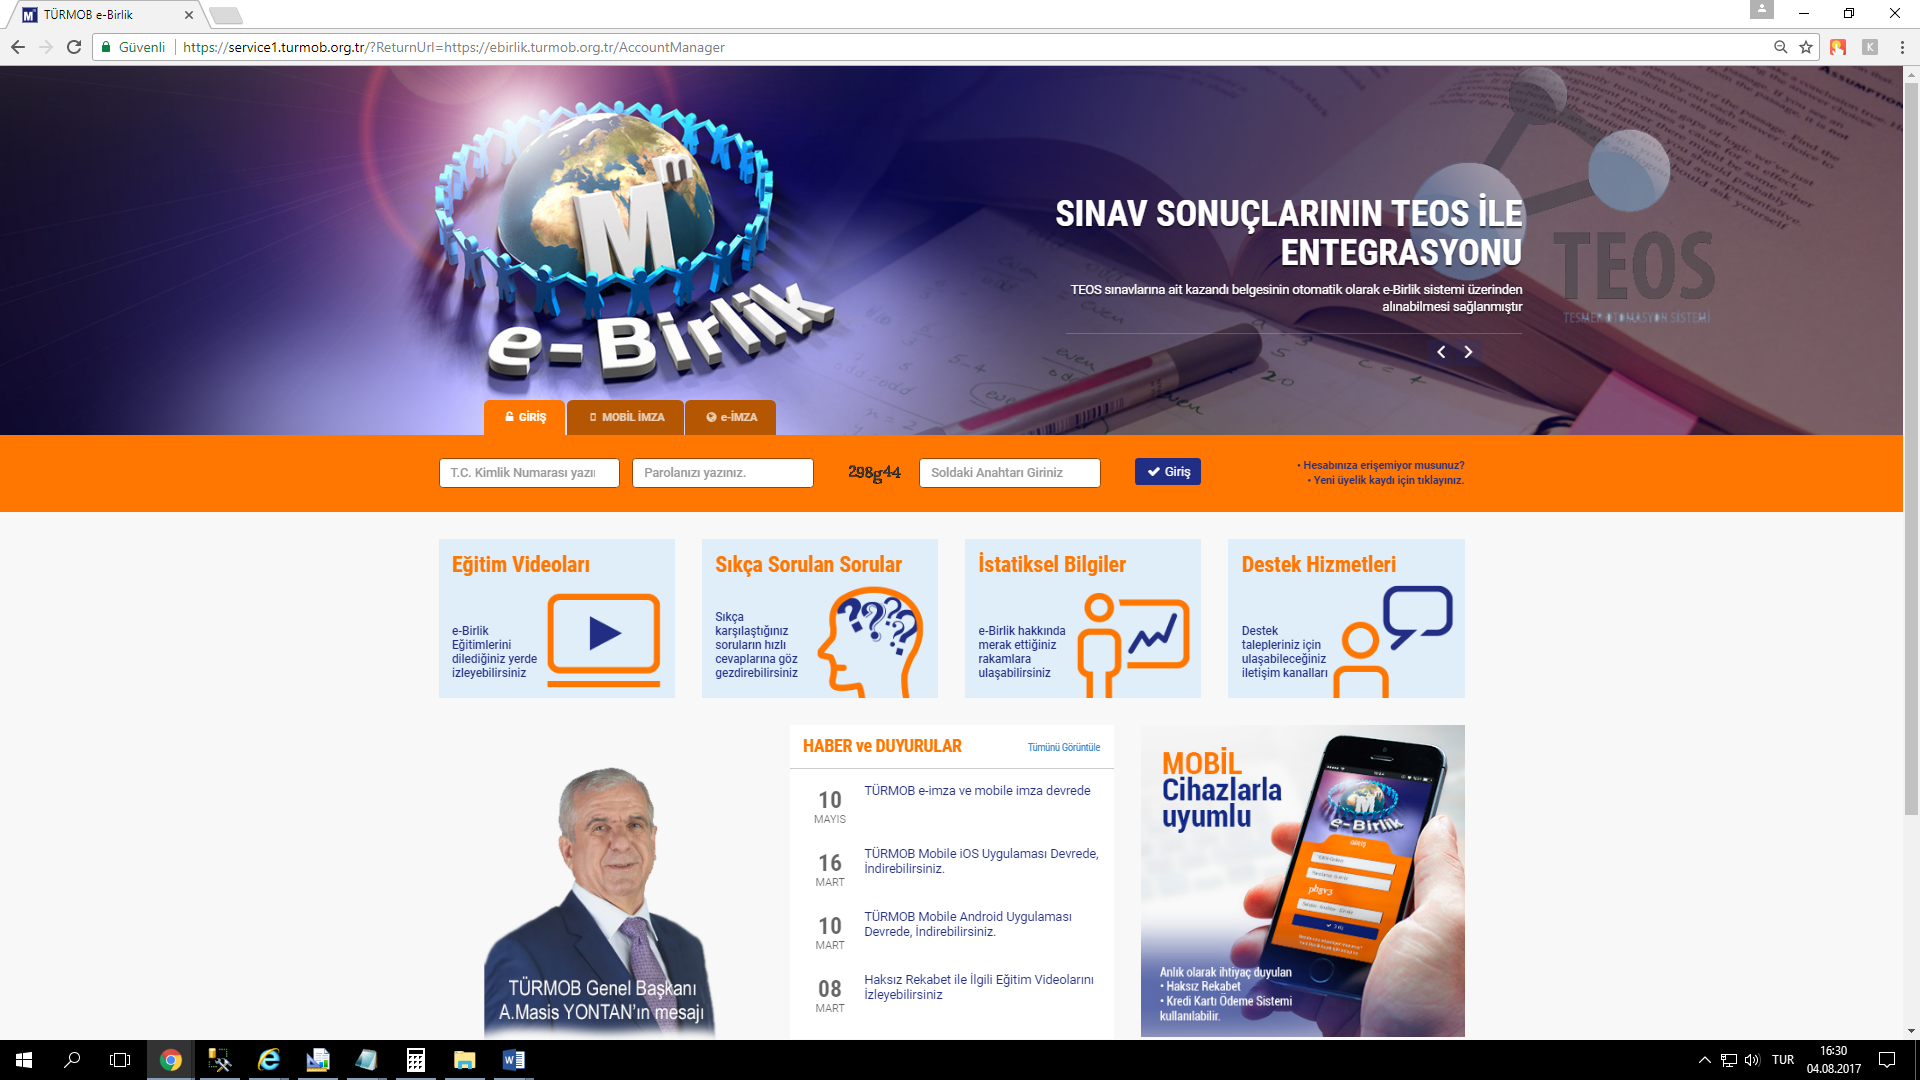 TÜRMOB e-Birlik
Güvenli
https://service1.turmob.org.tr/?ReturnUrl=https://ebirlik.turmob.org.tr/AccountManager
K
M
m
e-Birlik
SINAV SONUÇLARININ TEOS İLE
ENTEGRASYONU
TEOS sınavlarına ait kazandı belgesinin otomatik olarak e-Birlik sistemi üzerinden
alınabilmesi sağlanmıştır
TEOS
TESMER OTOMASYON SİSTEMİ
GİRİŞ
MOBİL İMZA
e-İMZA
T.C. Kimlik Numarası yazı
Parolanızı yazınız.
298g44
Soldaki Anahtarı Giriniz
Giriş
• Hesabınıza erişemiyor musunuz?
• Yeni üyelik kaydı için tıklayınız.
Eğitim Videoları
e-Birlik
Eğitimlerini
dilediğiniz yerde
izleyebilirsiniz
Sıkça Sorulan Sorular
Sıkça
karşılaştığınız
soruların hızlı
cevaplarına göz
gezdirebilirsiniz
İstatiksel Bilgiler
e-Birlik hakkında
merak ettiğiniz
rakamlara
ulaşabilirsiniz
Destek Hizmetleri
Destek
talepleriniz için
ulaşabileceğiniz
iletişim kanalları
TÜRMOB Genel Başkanı
A.Masis YONTAN'ın mesajı
HABER ve DUYURULAR
Tümünü Görüntüle
10
MAYIS
TÜRMOB e-imza ve mobile imza devrede
16
MART
TÜRMOB Mobile iOS Uygulaması Devrede,
İndirebilirsiniz.
10
MART
TÜRMOB Mobile Android Uygulaması
Devrede, İndirebilirsiniz.
08
MART
Haksız Rekabet ile İlgili Eğitim Videolarını
İzleyebilirsiniz
MOBİL
Cihazlarla
uyumlu
e-Birlik
Anlık olarak ihtiyaç duyulan
• Haksız Rekabet
• Kredi Kartı Ödeme Sistemi
kullanılabilir.
TUR
16:30
04.08.2017